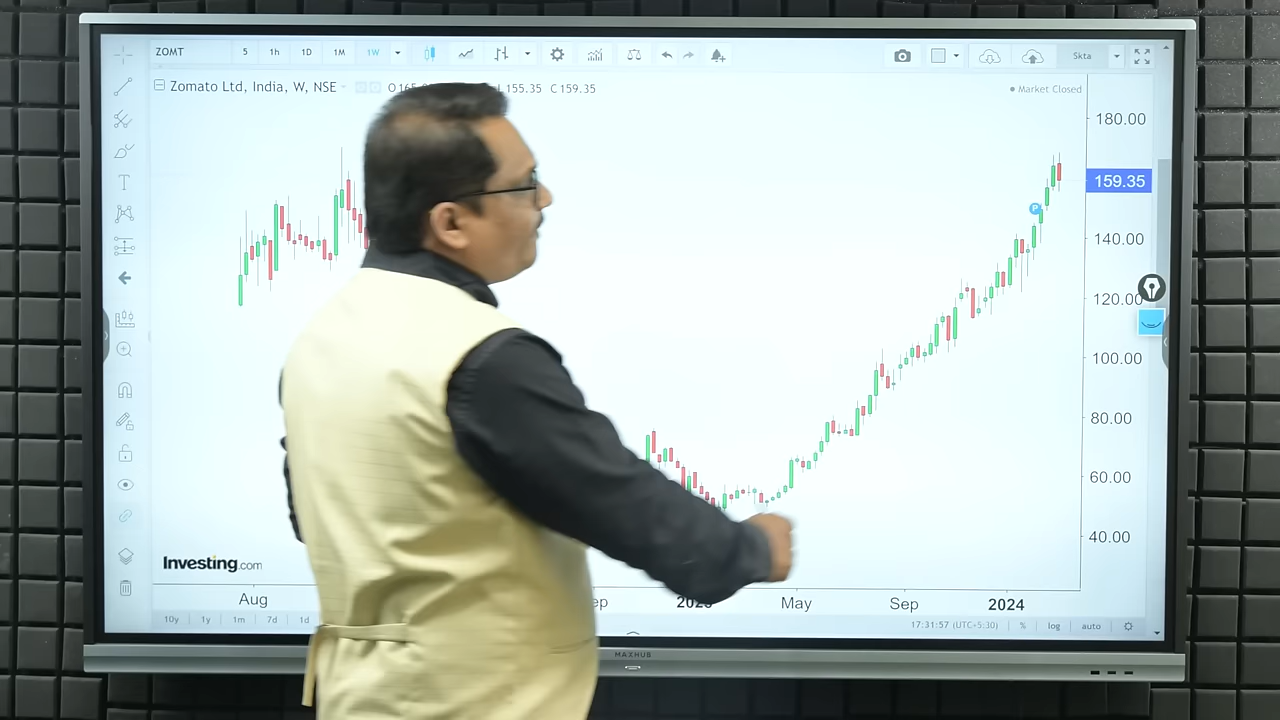 ZOMT 5 1h 1D 1M 1W Skta
Zomato Ltd, India, W, NSE 155.35 C 159.35
Market Closed
180.00
159.35
P
140.00
120.00
100.00
80.00
60.00
40.00
T
Investing.com
Aug May Sep 2024
10y 1y 1m 7d 1d 17:31:57 (UTC+5:30) % log auto
MAXHUB